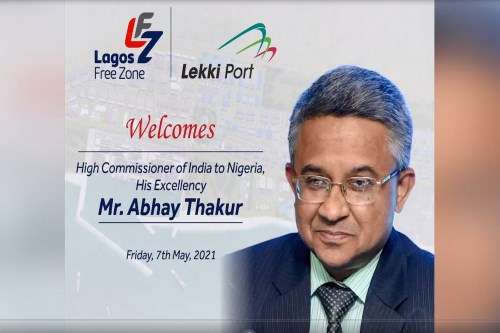 LFZ
Lagos
Free Zone
Lekki Port
Welcomes
High Commissioner of India to Nigeria,
His Excellency
Mr. Abhay Thakur
Friday, 7th May, 2021